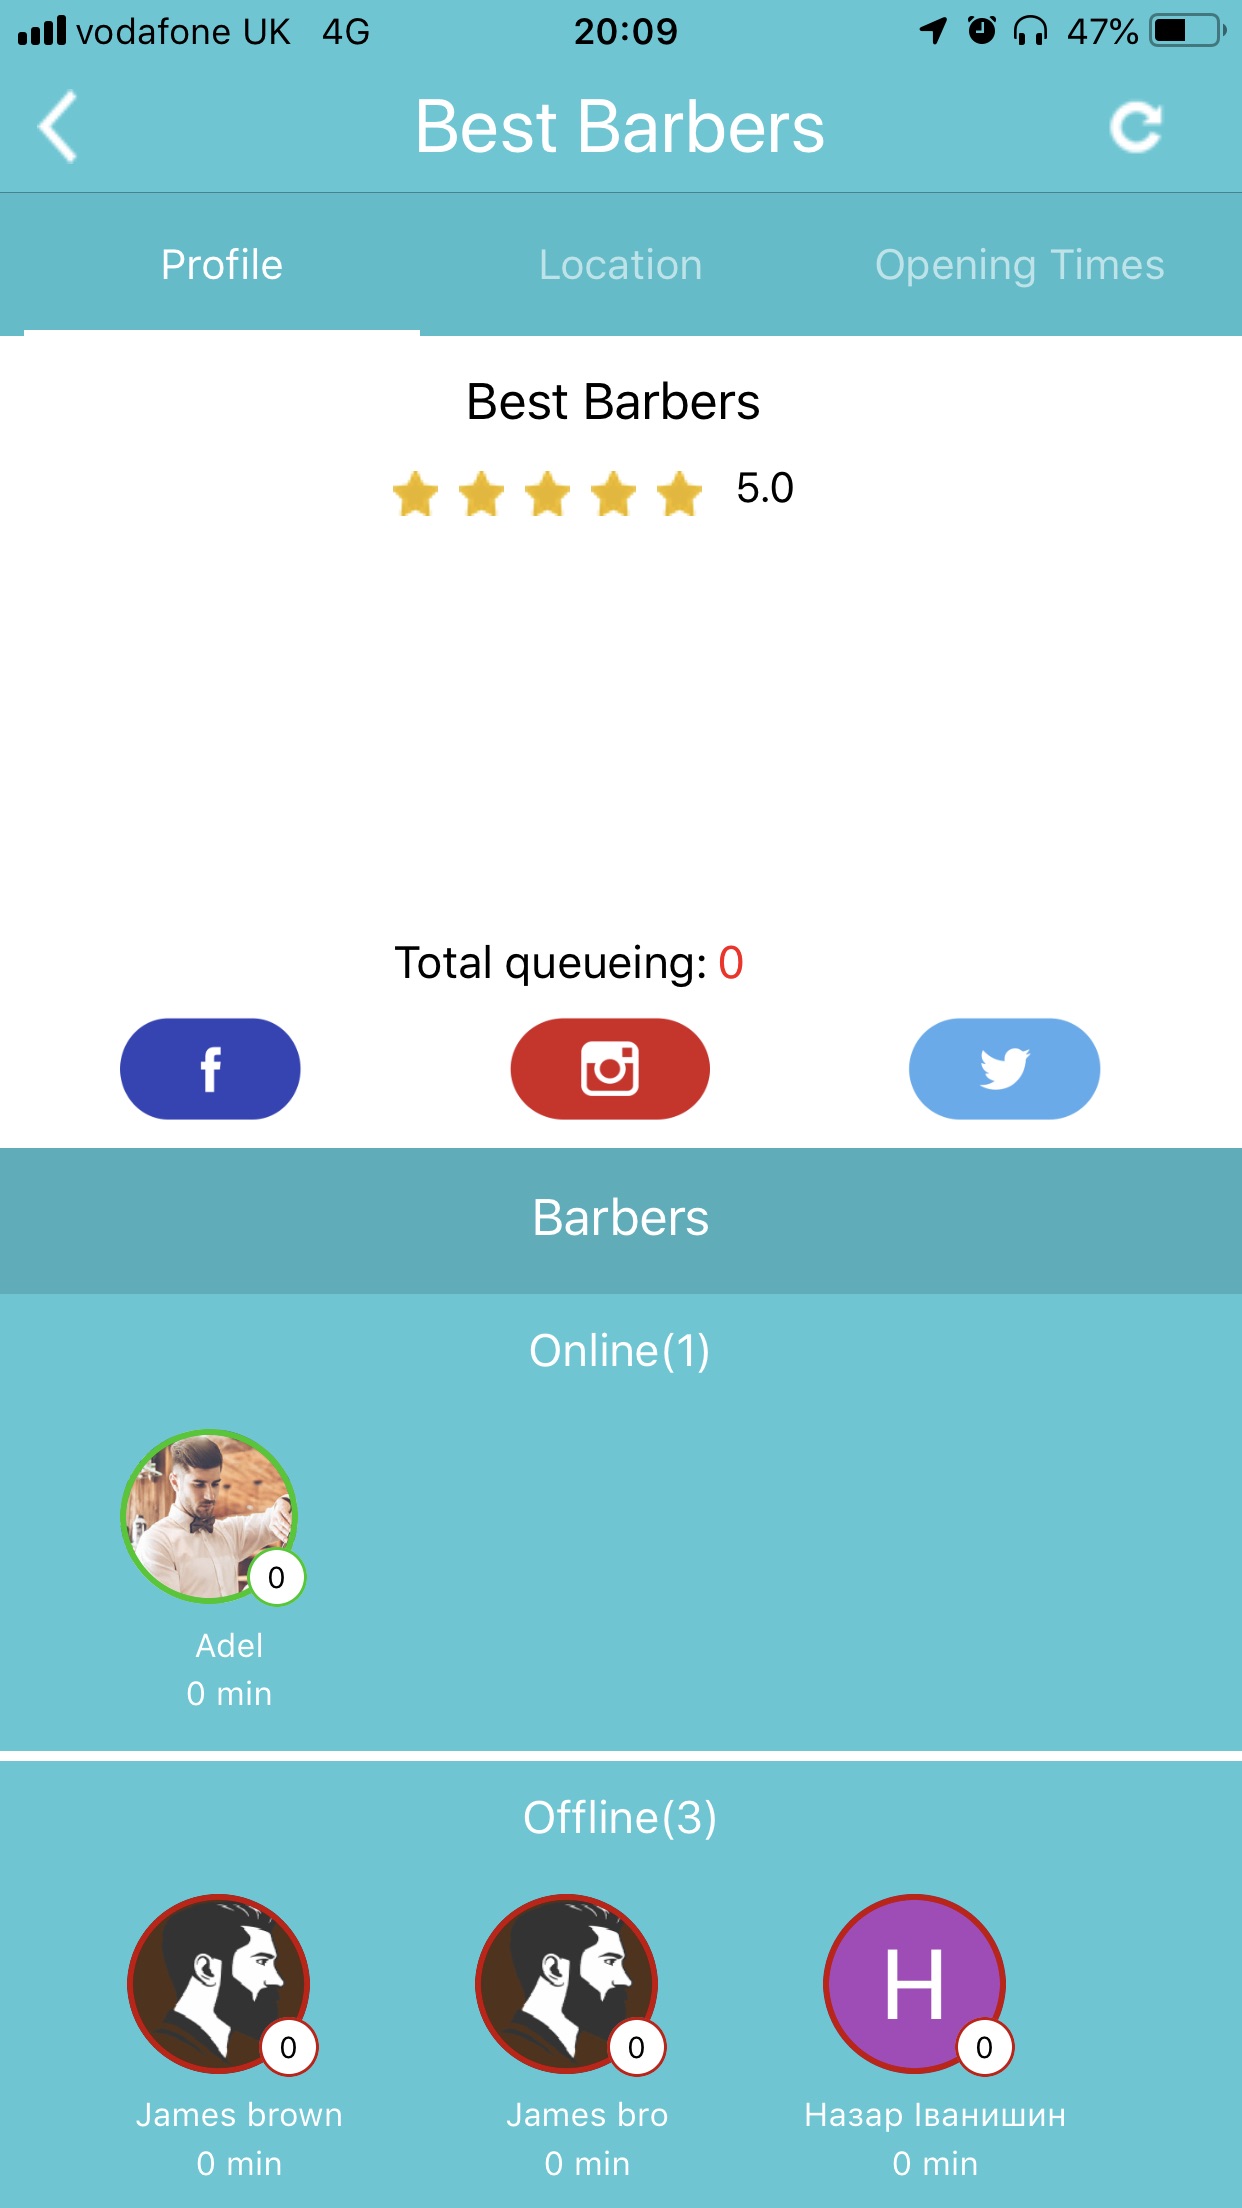 vodafone UK 4G 20:09 47%
Best Barbers
Profile Location Opening Times
Best Barbers
5.0
Total queueing: 0
f
Barbers
Online(1)
0
Adel
0 min
Offline(3)
H
0 0 0
James brown James bro Назар Іванишин
0 min 0 min 0 min